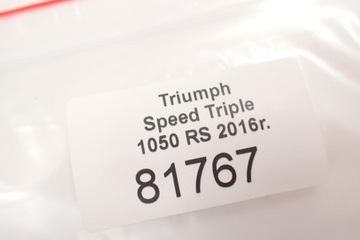 Triumph
Speed Triple
1050 RS 2016r.
81767